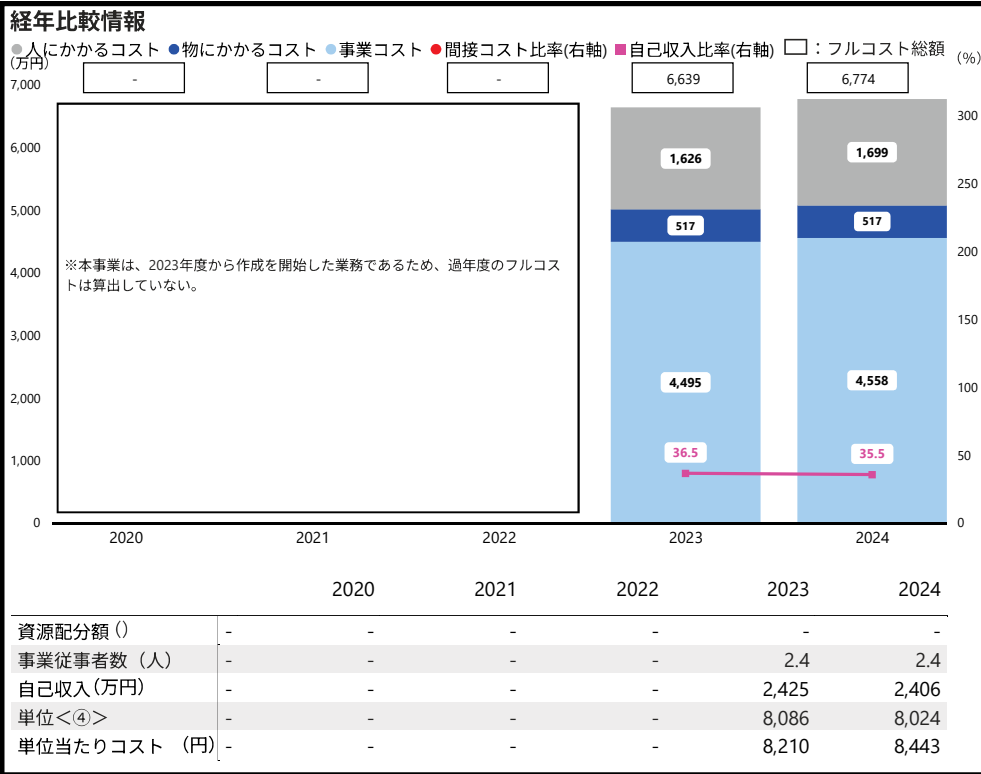 経年比較情報
●人にかかるコスト ●物にかかるコスト ●事業コスト ●間接コスト比率(右軸) ■自己収入比率(右軸) □：フルコスト総額
(万円) (%)
- - - 6,639 6,774
7,000
6,000
5,000
4,000
3,000
2,000
1,000
0
※本事業は、2023年度から作成を開始した業務であるため、過年度のフルコス
トは算出していない。
1,626 1,699
517 517
4,495 4,558
36.5 35.5
300
250
200
150
100
50
0
2020 2021 2022 2023 2024
2020 2021 2022 2023 2024
資源配分額() - - - - - -
事業従事者数（人） - - - - 2.4 2.4
自己収入(万円) - - - - 2,425 2,406
単位＜④＞ - - - - 8,086 8,024
単位当たりコスト （円） - - - - 8,210 8,443